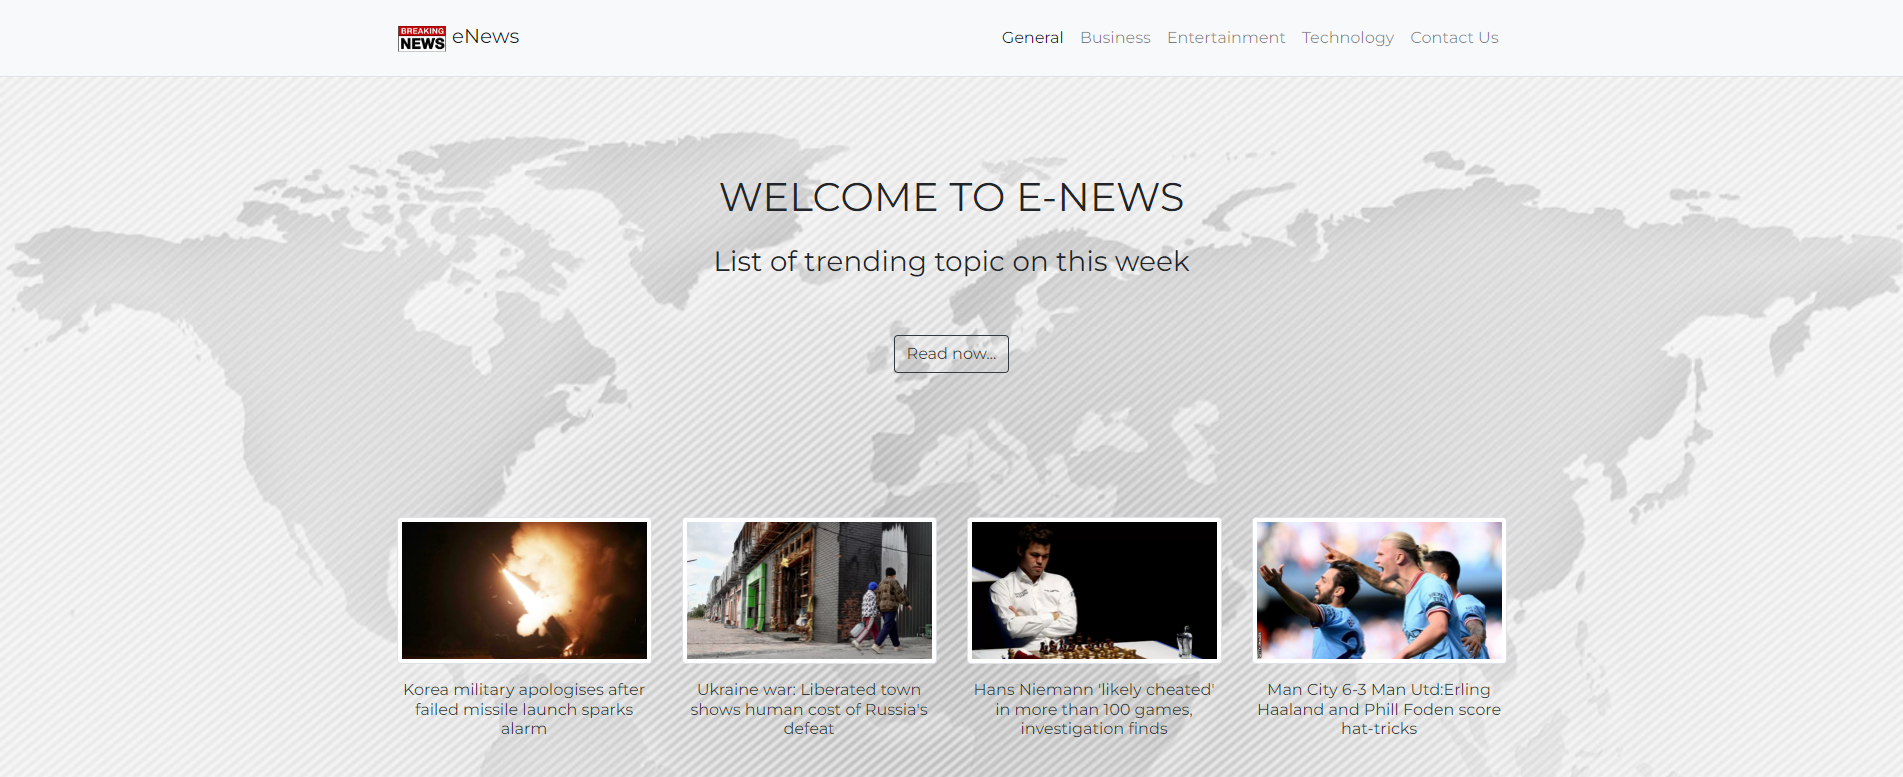 BREAKING
NEWS
eNews
General Business Entertainment Technology Contact Us
WELCOME TO E-NEWS
List of trending topic on this week
Read now...
Korea military apologises after
failed missile launch sparks
alarm
Ukraine war: Liberated town
shows human cost of Russia's
defeat
Hans Niemann 'likely cheated'
in more than 100 games,
investigation finds
Man City 6-3 Man Utd:Erling
Haaland and Phill Foden score
hat-tricks